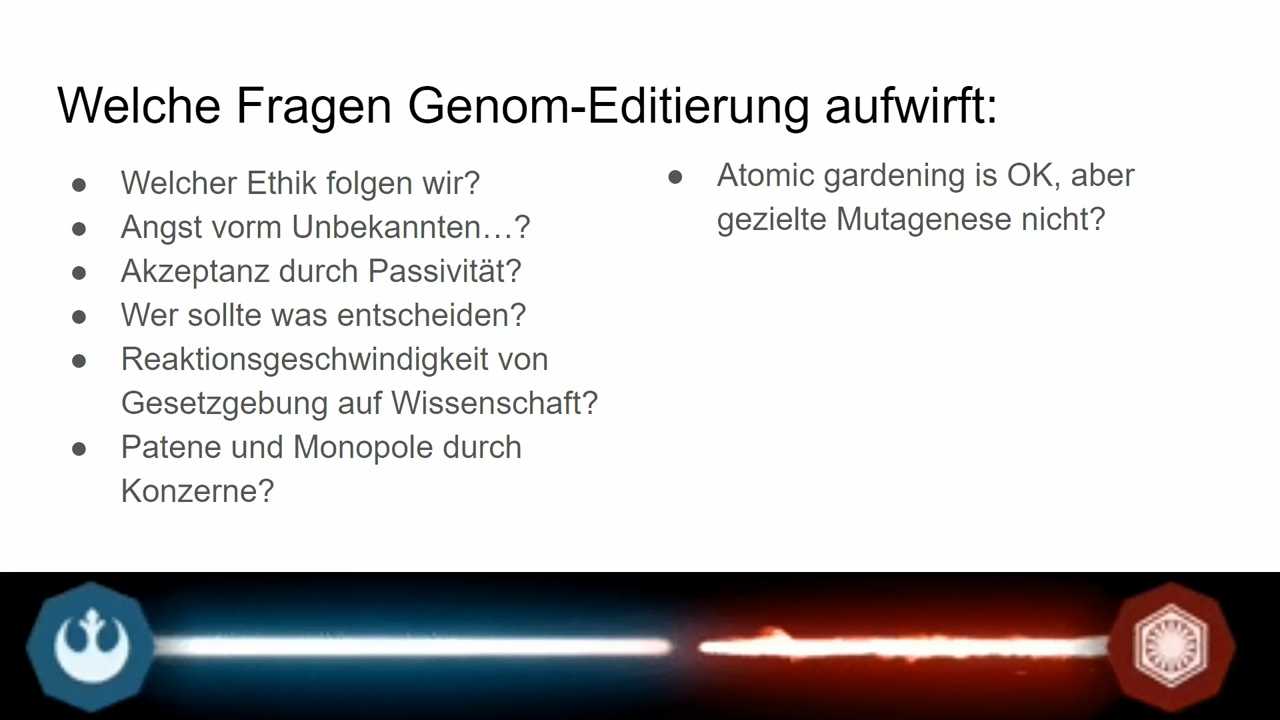 Welche Fragen Genom-Editierung aufwirft:
● Welcher Ethik folgen wir?
● Angst vorm Unbekannten…?
● Akzeptanz durch Passivität?
● Wer sollte was entscheiden?
● Reaktionsgeschwindigkeit von
Gesetzgebung auf Wissenschaft?
● Patene und Monopole durch
Konzerne?
● Atomic gardening is OK, aber
gezielte Mutagenese nicht?